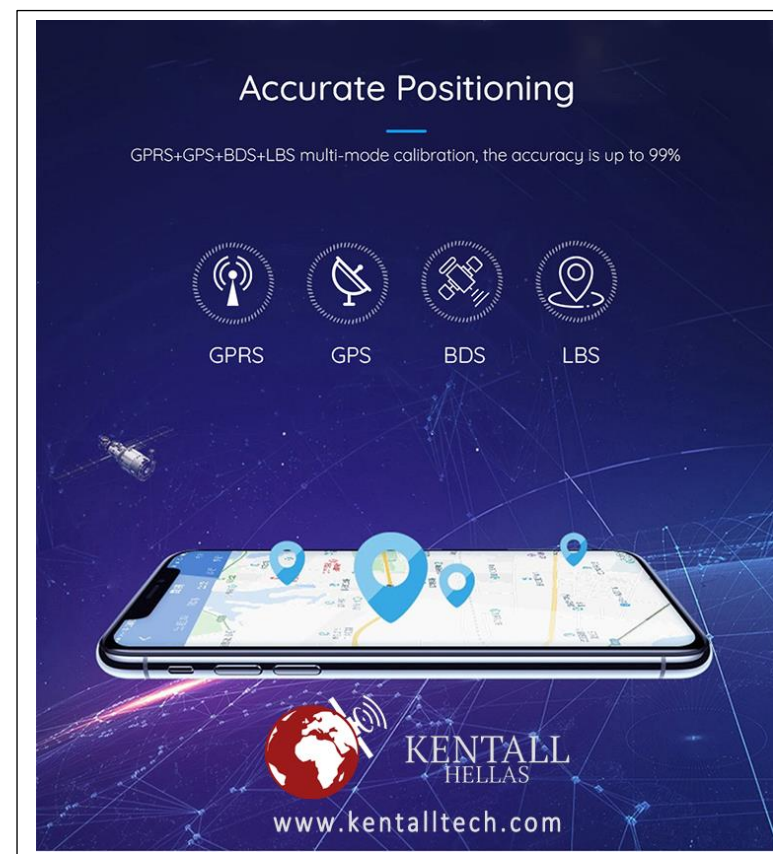 Accurate Positioning
GPRS+GPS+BDS+LBS multi-mode calibration, the accuracy is up to 99%
GPRS GPS BDS LBS
KENTALL
HELLAS
www.kentalltech.com